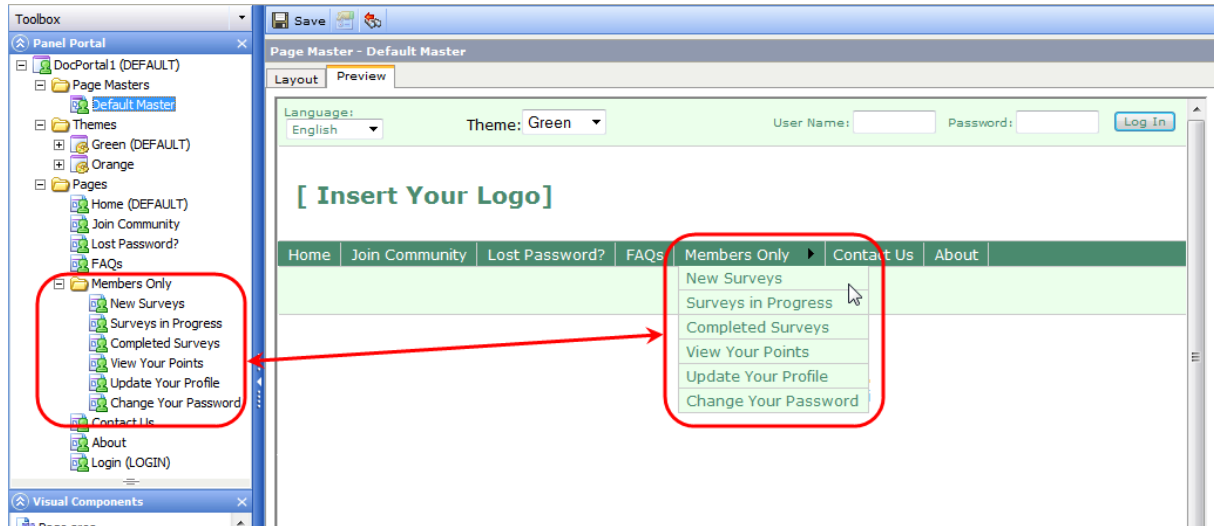 Toolbox
Panel Portal
DocPortal1 (DEFAULT)
Page Masters
Default Master
Themes
Green (DEFAULT)
Orange
Pages
Home (DEFAULT)
Join Community
Lost Password?
FAQs
Members Only
New Surveys
Surveys in Progress
Completed Surveys
View Your Points
Update Your Profile
Change Your Password
Contact Us
About
Login (LOGIN)
Visual Components
Page area
Save
Page Master - Default Master
Layout Preview
Language:
English Theme: Green User Name: Password: Log In
[ Insert Your Logo]
Home Join Community Lost Password? FAQs Members Only Contact Us About
New Surveys
Surveys in Progress
Completed Surveys
View Your Points
Update Your Profile
Change Your Password